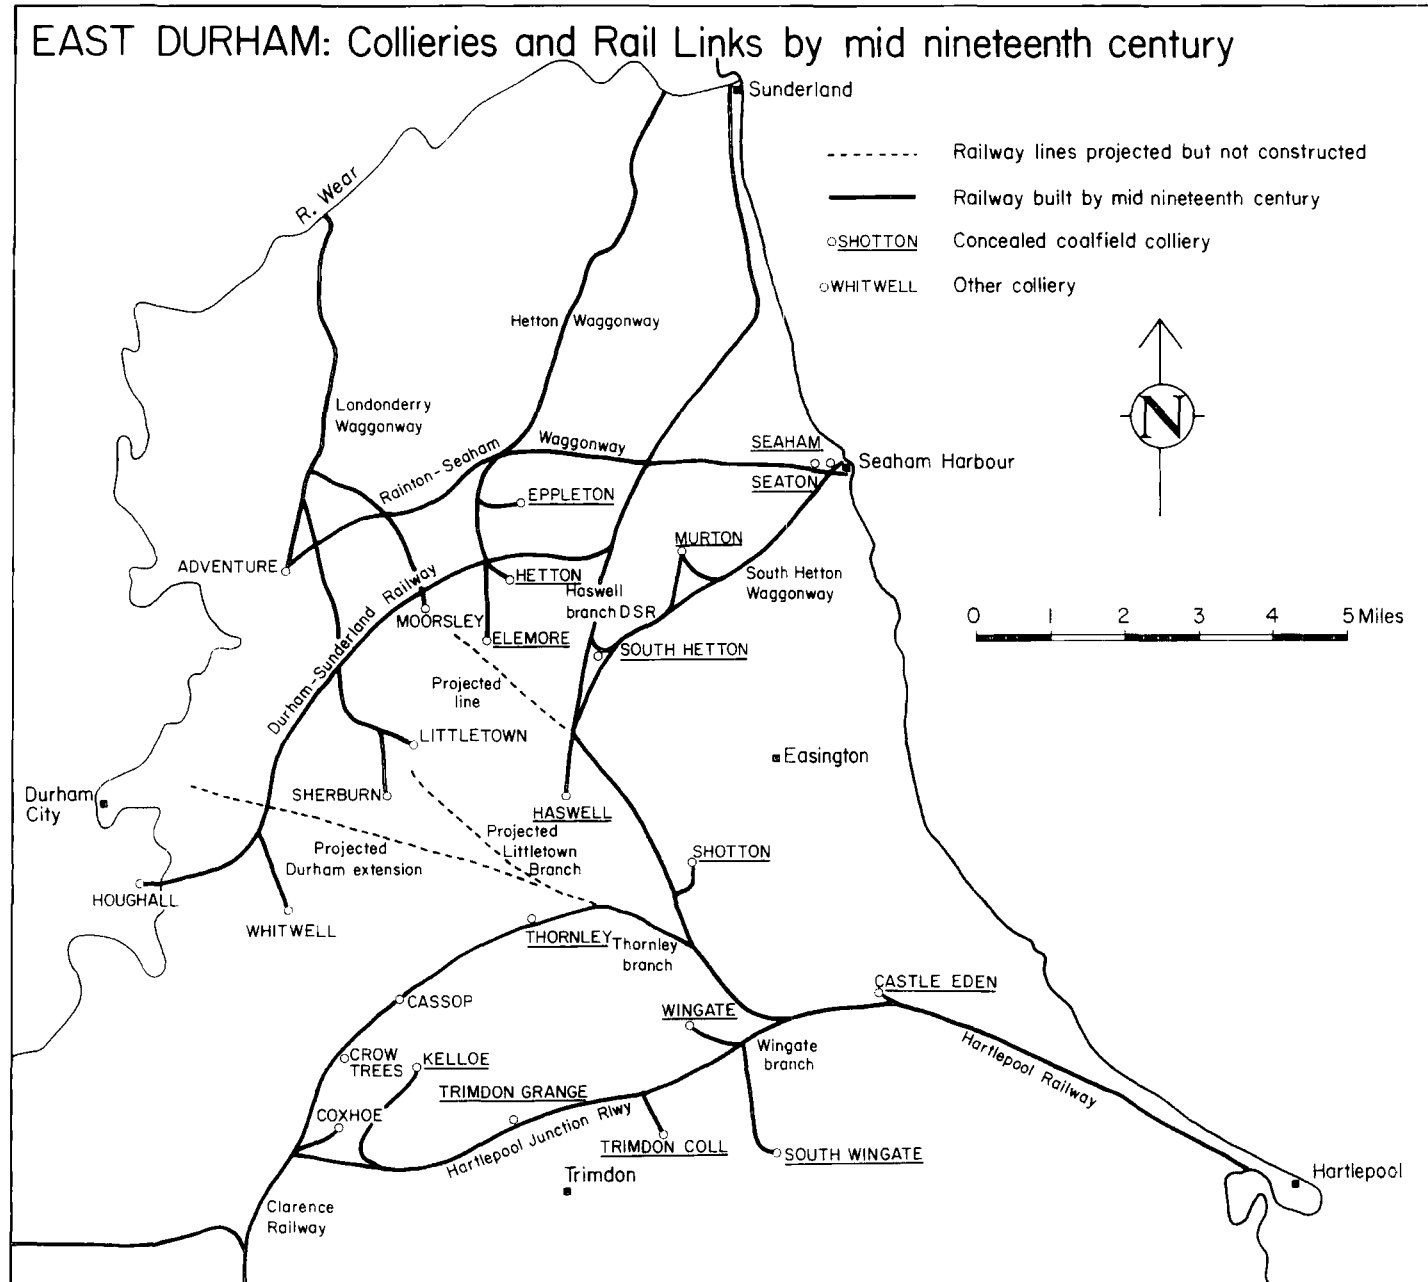 EAST DURHAM: Collieries and Rail Links by mid nineteenth century
Sunderland
Railway lines projected but not constructed
Railway built by mid nineteenth century
SHOTTON Concealed coalfield colliery
WHITWELL Other colliery
R. Wear
Hetton Waggonway
Londonderry
Waggonway
Rainton-Seaham Waggonway
SEAHAM
Seaham Harbour
SEATON
N
EPPLETON
MURTON
ADVENTURE
HETTON
South Hetton
Waggonway
Haswell
branch DSR
Durham-Sunderland Railway
MOORSLEY
ELEMORE
SOUTH HETTON
0 1 2 3 4 5 Miles
Projected
line
LITTLETOWN
Easington
Durham
City
SHERBURN
HASWELL
Projected
Littletown
Branch
Projected
Durham extension
SHOTTON
HOUGHALL
WHITWELL
THORNLEY
Thornley
branch
CASSOP
CASTLE EDEN
WINGATE
Wingate
branch
Hartlepool Railway
CROW
TREES
KELLOE
TRIMDON GRANGE
COXHOE
Hartlepool Junction Rlwy
TRIMDON COLL
SOUTH WINGATE
Trimdon
Hartlepool
Clarence
Railway